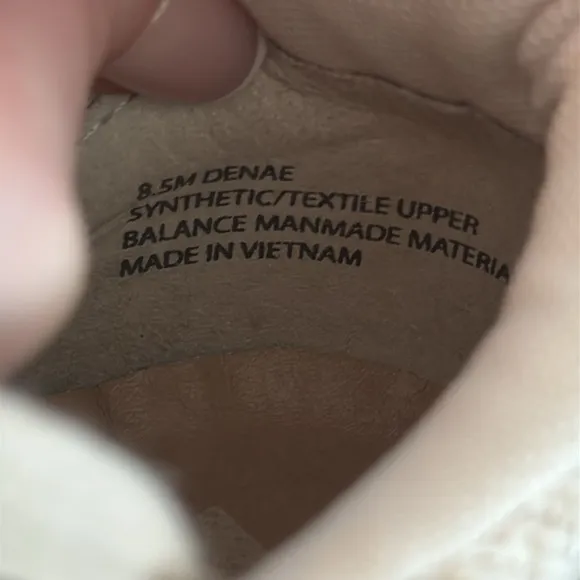 8.5M DENAE
SYNTHETIC/TEXTILE UPPER
BALANCE MANMADE MATERIA
MADE IN VIETNAM